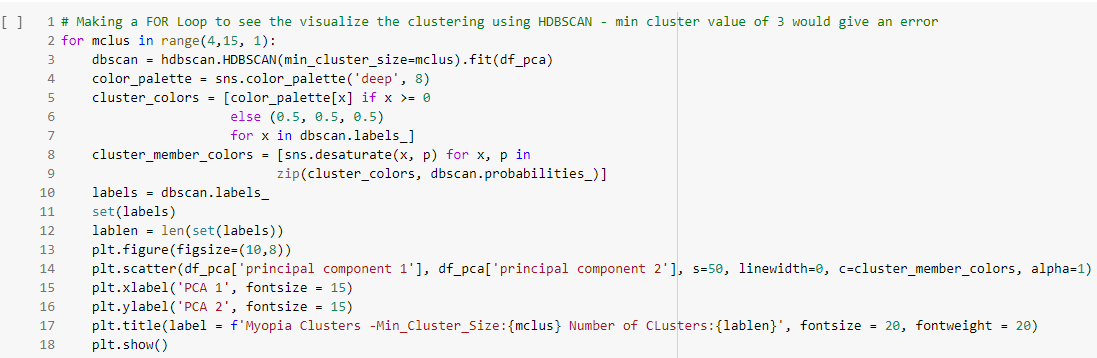 [ ] 1 # Making a FOR Loop to see the visualize the clustering using HDBSCAN - min cluster value of 3 would give an error
2 for mclus in range(4,15, 1):
3     dbscan = hdbscan.HDBSCAN(min_cluster_size=mclus).fit(df_pca)
4     color_palette = sns.color_palette('deep', 8)
5     cluster_colors = [color_palette[x] if x >= 0
6                       else (0.5, 0.5, 0.5)
7                       for x in dbscan.labels_]
8     cluster_member_colors = [sns.desaturate(x, p) for x, p in
9                              zip(cluster_colors, dbscan.probabilities_)]
10     labels = dbscan.labels_
11     set(labels)
12     lablen = len(set(labels))
13     plt.figure(figsize=(10,8))
14     plt.scatter(df_pca['principal component 1'], df_pca['principal component 2'], s=50, linewidth=0, c=cluster_member_colors, alpha=1)
15     plt.xlabel('PCA 1', fontsize = 15)
16     plt.ylabel('PCA 2', fontsize = 15)
17     plt.title(label = f'Myopia Clusters -Min_Cluster_Size:{mclus} Number of CLusters:{lablen}', fontsize = 20, fontweight = 20)
18     plt.show()